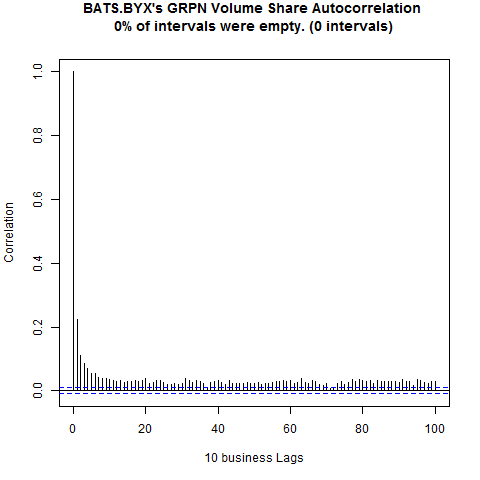 BATS.BYX's GRPN Volume Share Autocorrelation
0% of intervals were empty. (0 intervals)
Correlation
1.0
0.8
0.6
0.4
0.2
0.0
0 20 40 60 80 100
10 business Lags